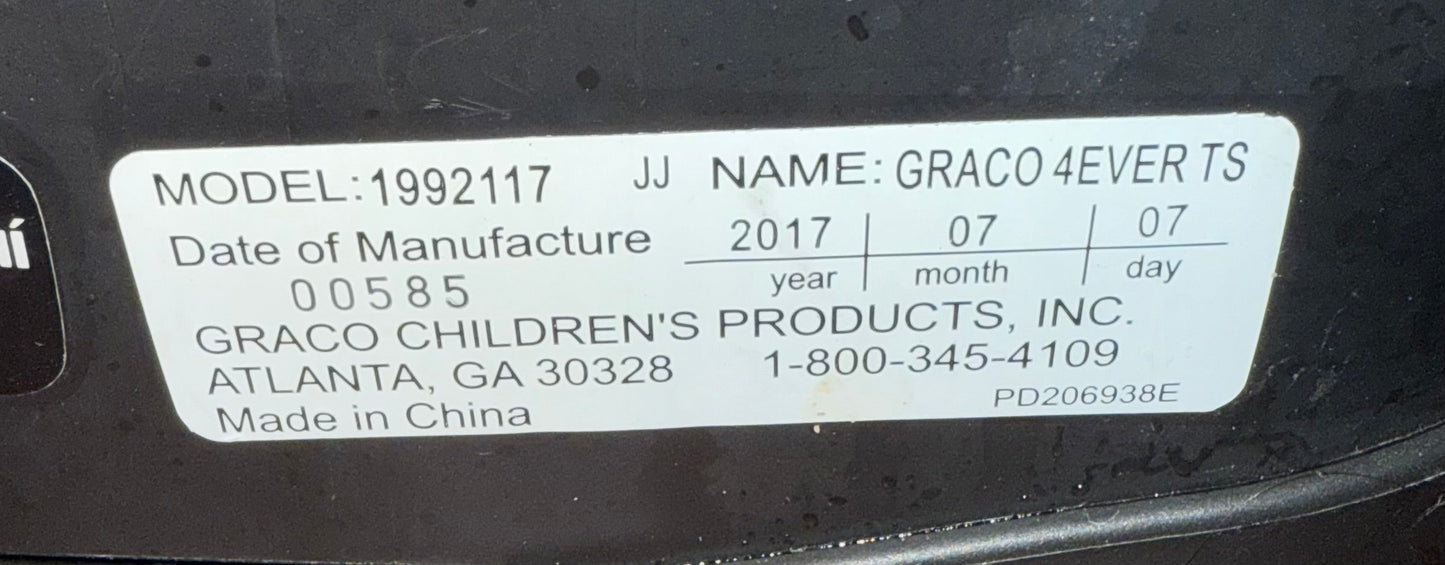 MODEL: 1992117 JJ NAME: GRACO 4EVER TS
Date of Manufacture 2017 07 07
year month day
00585
GRACO CHILDREN'S PRODUCTS, INC.
ATLANTA, GA 30328 1-800-345-4109
Made in China PD206938E